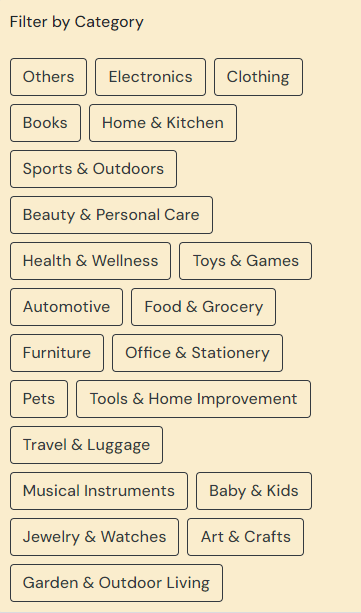 Filter by Category
Others Electronics Clothing
Books Home & Kitchen
Sports & Outdoors
Beauty & Personal Care
Health & Wellness Toys & Games
Automotive Food & Grocery
Furniture Office & Stationery
Pets Tools & Home Improvement
Travel & Luggage
Musical Instruments Baby & Kids
Jewelry & Watches Art & Crafts
Garden & Outdoor Living